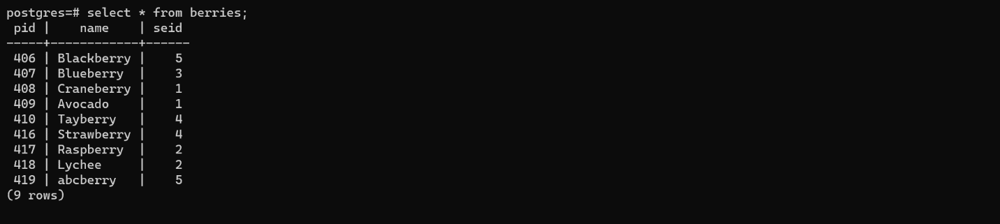 postgres=# select * from berries;
 pid |    name    | seid
-----+------------+------
 406 | Blackberry |    5
 407 | Blueberry  |    3
 408 | Craneberry |    1
 409 | Avocado    |    1
 410 | Tayberry   |    4
 416 | Strawberry |    4
 417 | Raspberry  |    2
 418 | Lychee     |    2
 419 | abcberry   |    5
(9 rows)